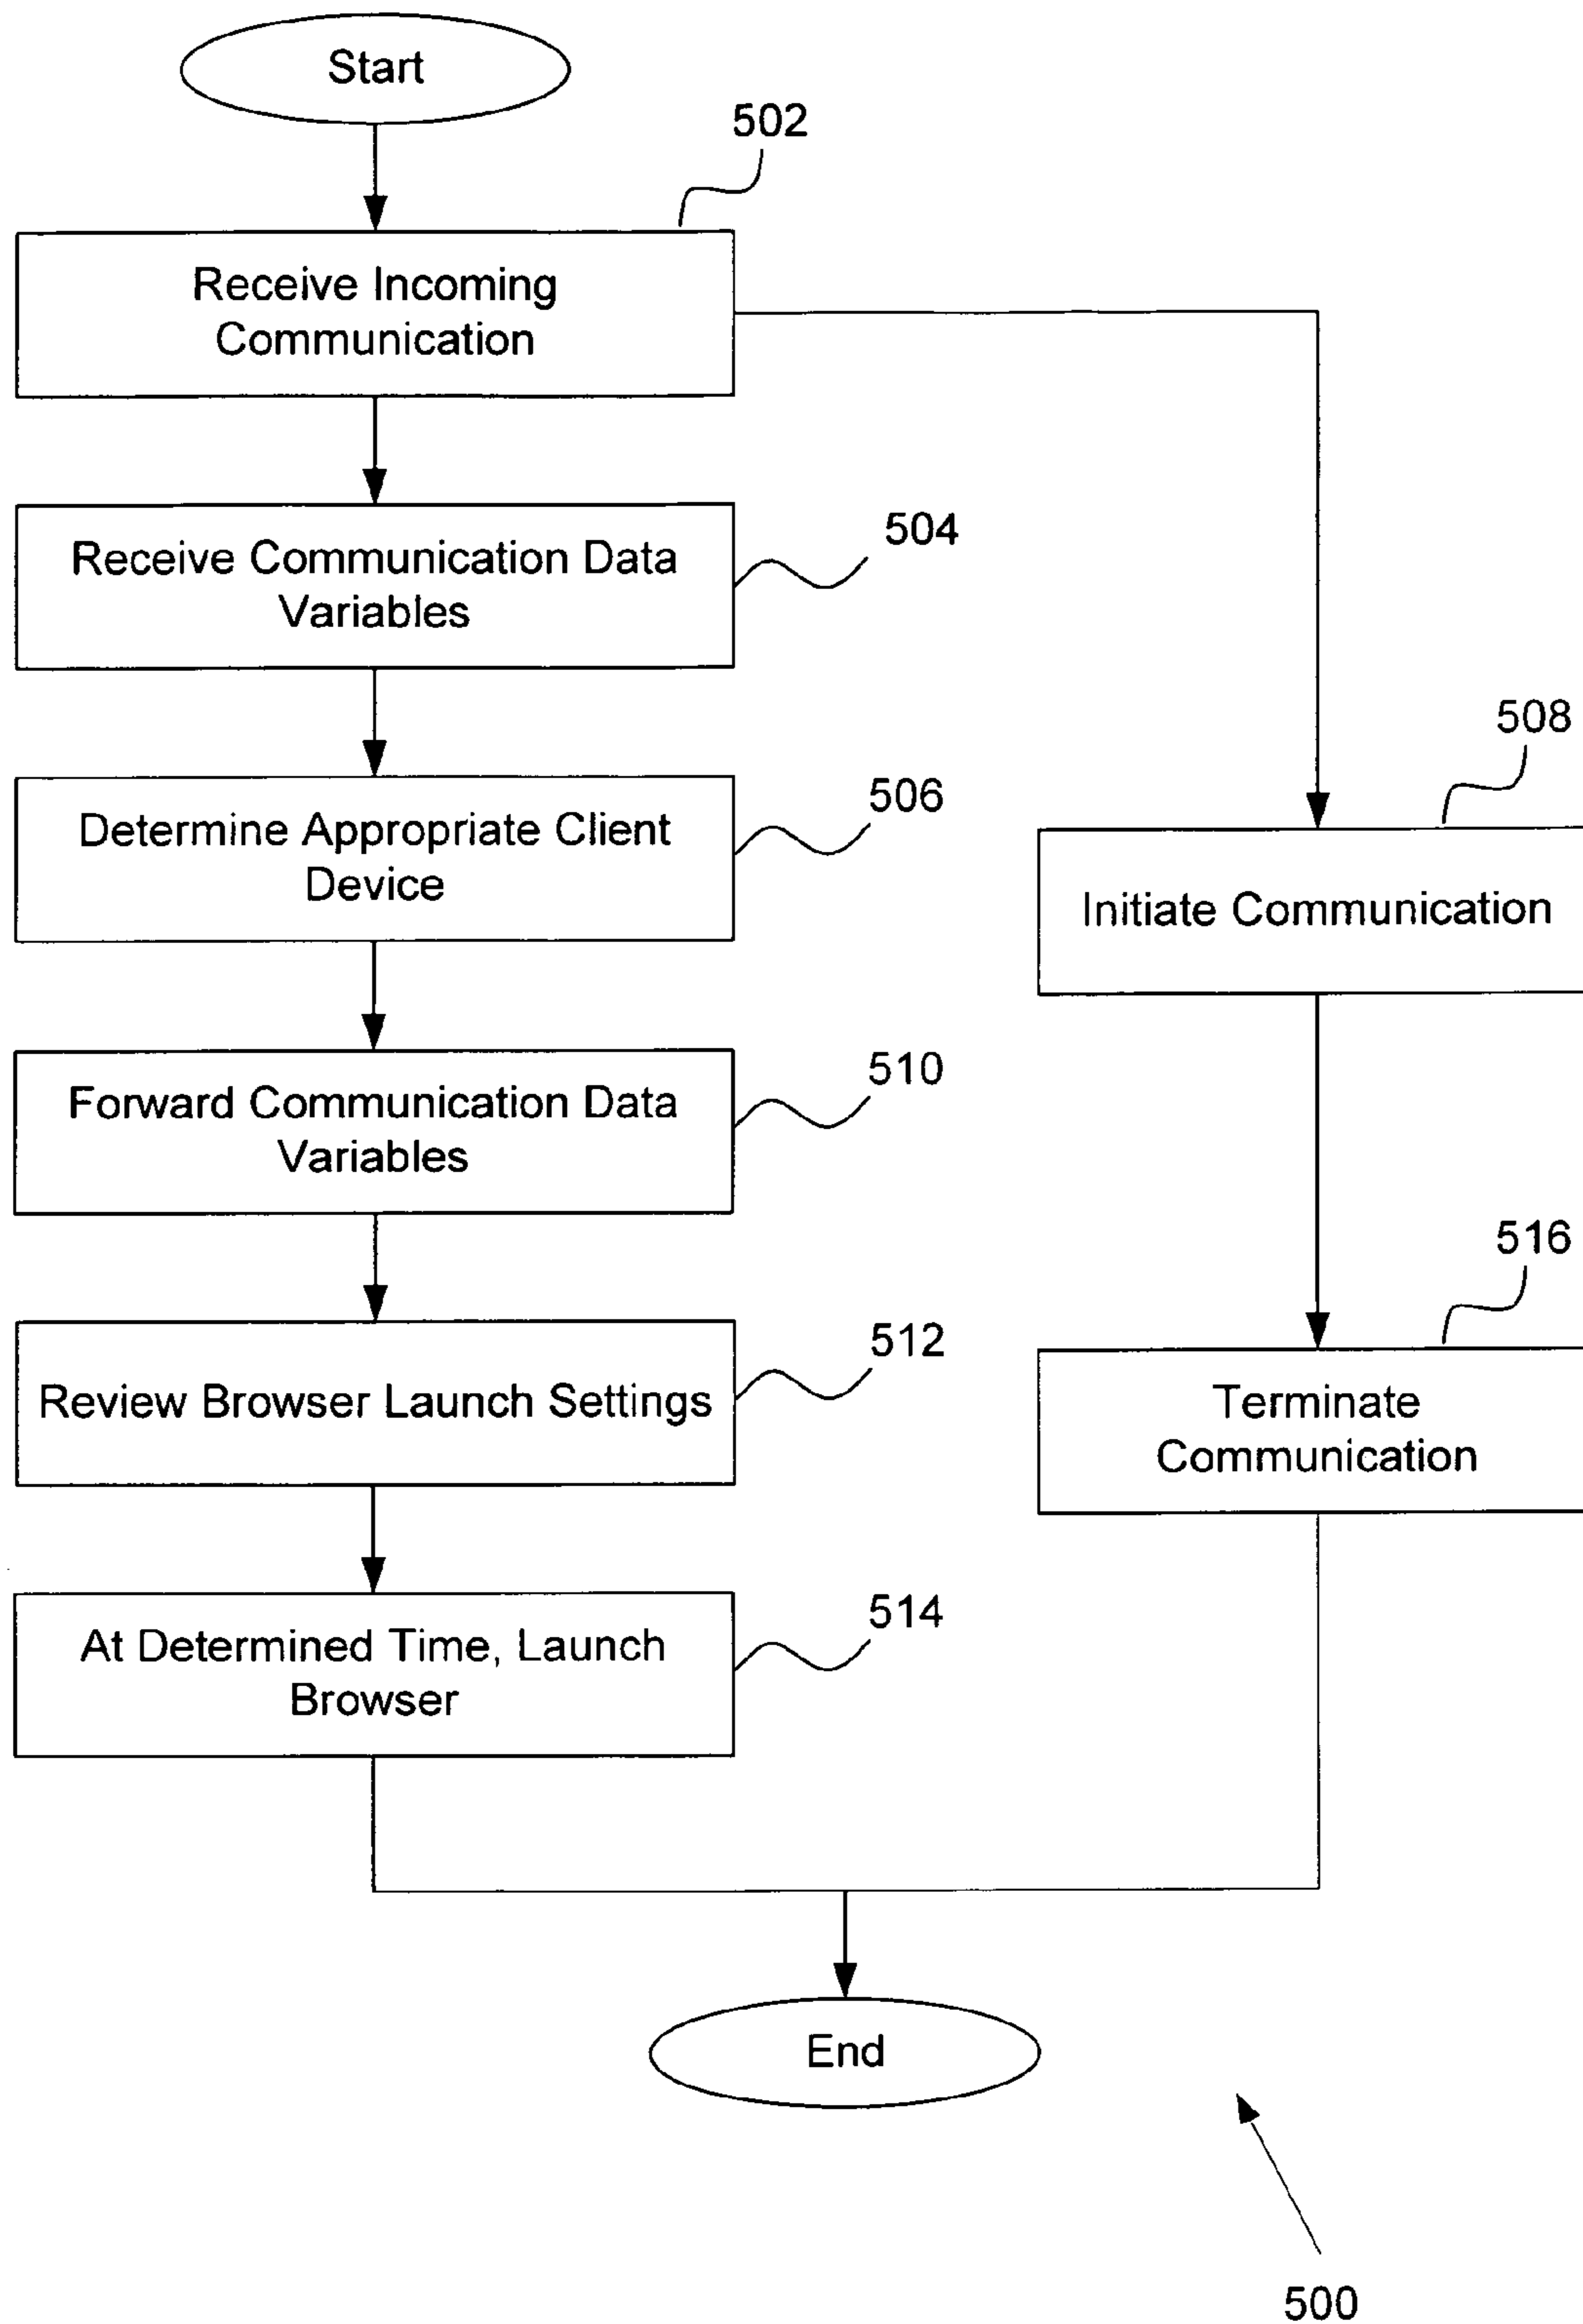 Start
502
Receive Incoming
Communication
504
Receive Communication Data
Variables
506
Determine Appropriate Client
Device
508
Initiate Communication
510
Forward Communication Data
Variables
512
Review Browser Launch Settings
516
Terminate
Communication
514
At Determined Time, Launch
Browser
End
500